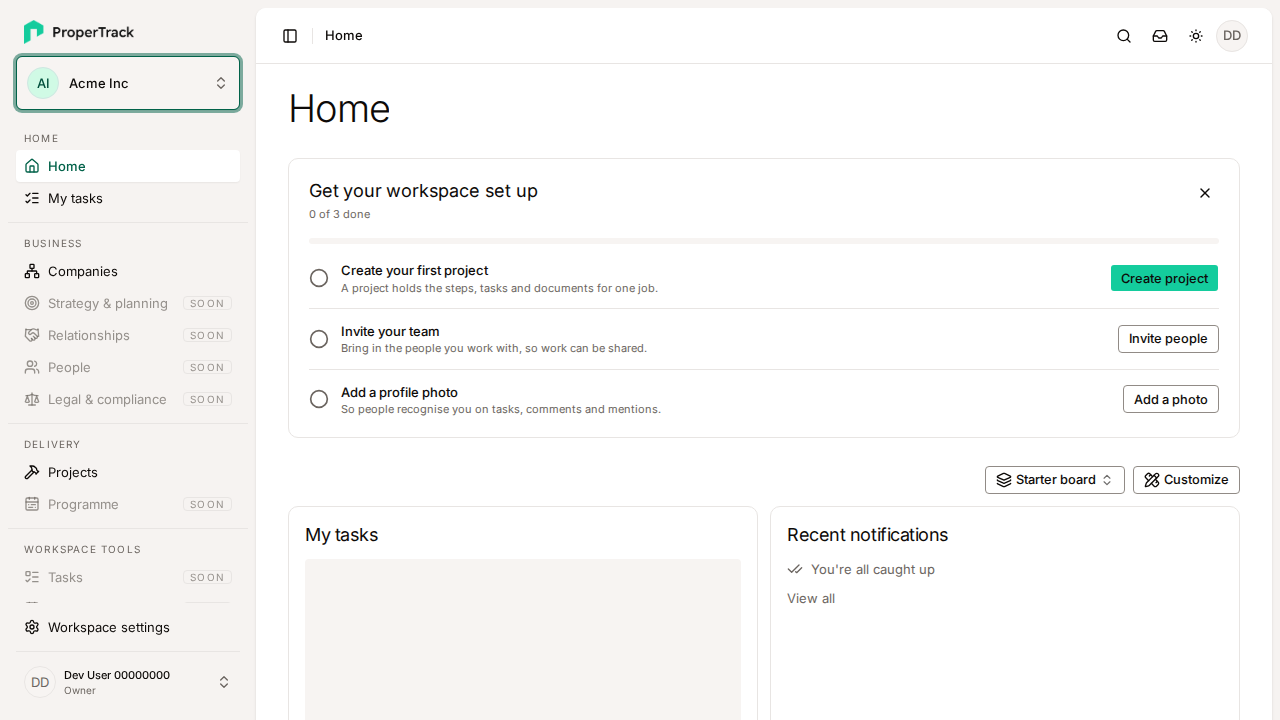 ProperTrack
AI
Acme Inc
HOME
Home
My tasks
BUSINESS
Companies
Strategy & planning SOON
Relationships SOON
People SOON
Legal & compliance SOON
DELIVERY
Projects
Programme SOON
WORKSPACE TOOLS
Tasks SOON
Workspace settings
DD
Dev User 00000000
Owner
Home
DD
Home
Get your workspace set up
0 of 3 done
Create your first project
A project holds the steps, tasks and documents for one job.
Create project
Invite your team
Bring in the people you work with, so work can be shared.
Invite people
Add a profile photo
So people recognise you on tasks, comments and mentions.
Add a photo
Starter board
Customize
My tasks
Recent notifications
You're all caught up
View all